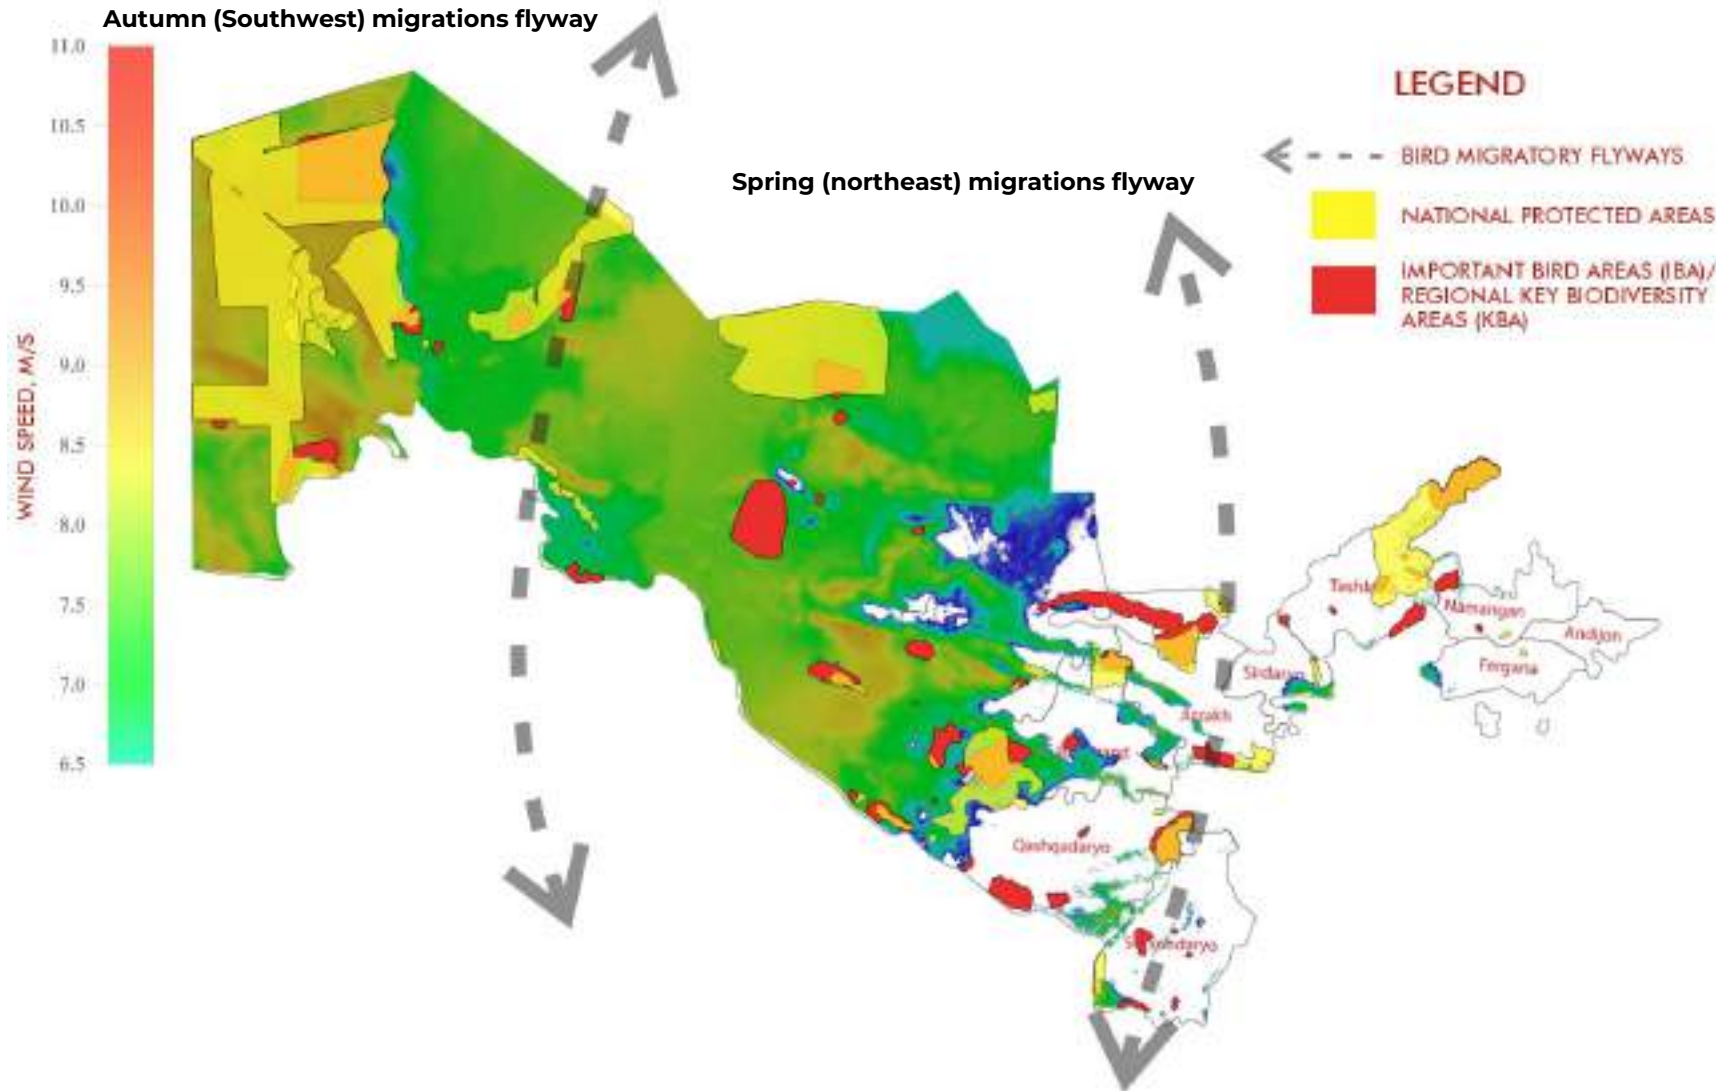 Autumn (Southwest) migrations flyway
11.0
10.5
10.0
9.5
9.0
8.5
8.0
7.5
7.0
6.5
WIND SPEED, M/S
Spring (northeast) migrations flyway
LEGEND
BIRD MIGRATORY FLYWAYS
NATIONAL PROTECTED AREAS
IMPORTANT BIRD AREAS (IBA)/
REGIONAL KEY BIODIVERSITY
AREAS (KBA)
Namangan
Andijon
Fergana
Qashqadaryo